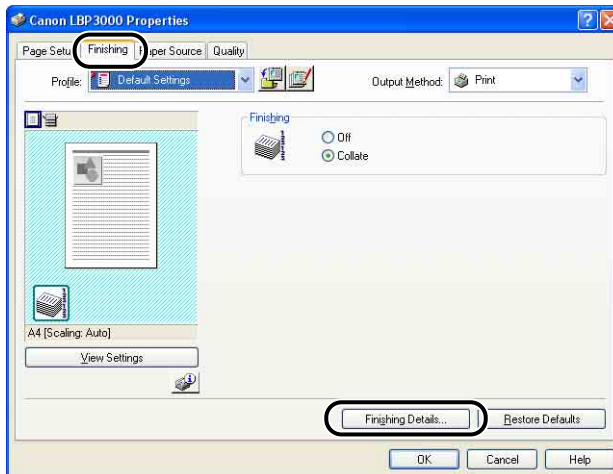 Canon LBP3000 Properties
Page Setu Finishing aper Source Quality
Profile: Default Settings Output Method: Print
Finishing
Off
Collate
A4 [Scaling: Auto]
View Settings
Finishing Details... Restore Defaults
OK Cancel Help